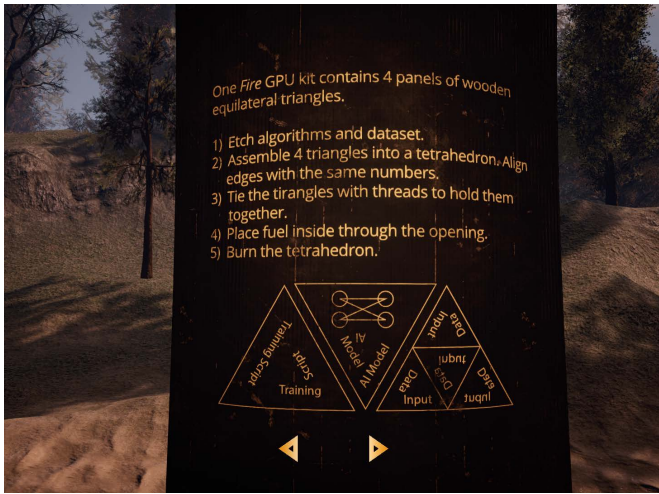 One Fire GPU kit contains 4 panels of wooden
equilateral triangles.
1) Etch algorithms and dataset.
2) Assemble 4 triangles into a tetrahedron. Align
edges with the same numbers.
3) Tie the tirangles with threads to hold them
together.
4) Place fuel inside through the opening.
5) Burn the tetrahedron.
Training Script
Script
Training
AI
Model
AI Model
Data
Input
Data
Input
Data
Input
Data
Input